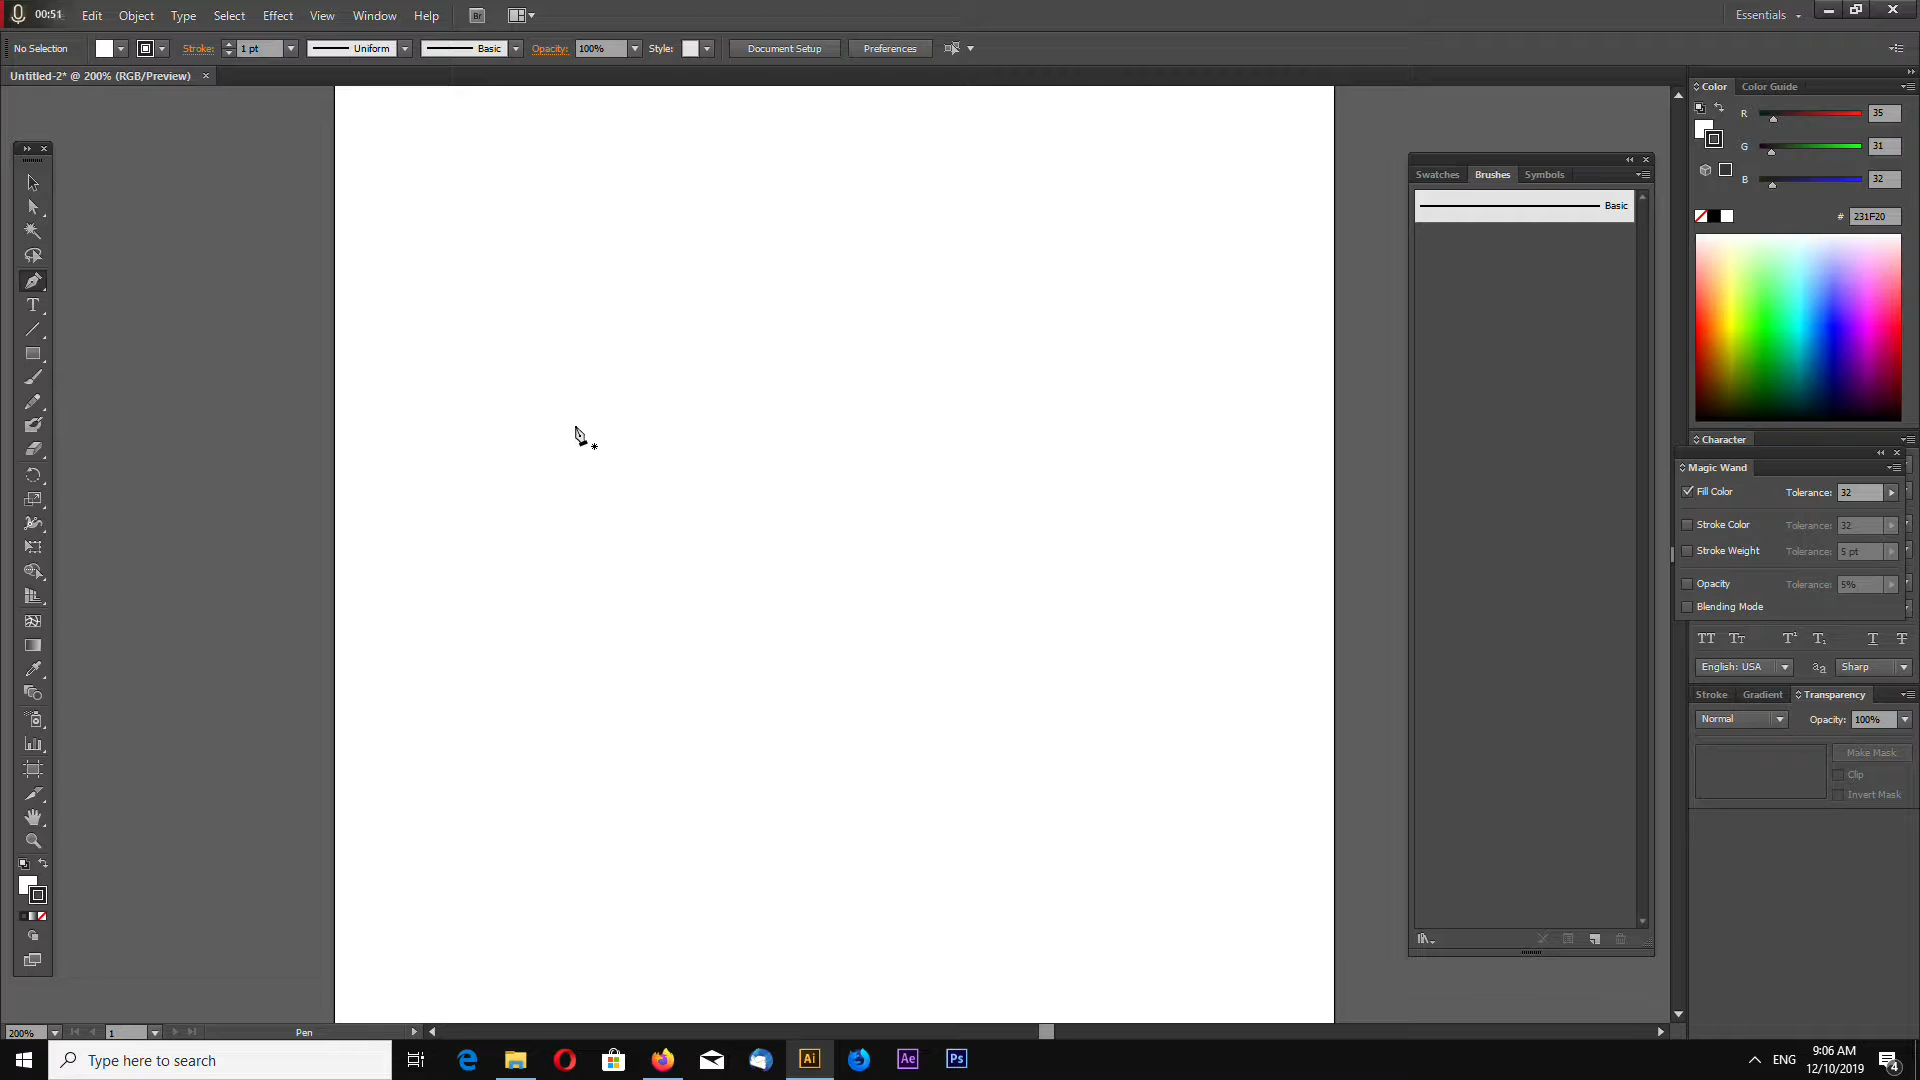 00:51 Edit Object Type Select Effect View Window Help Br Essentials
No Selection Stroke: 1 pt Uniform Basic Opacity: 100% Style: Document Setup Preferences
Untitled-2* @ 200% (RGB/Preview)
Color Color Guide
R 35
G 31
B 32
# 231F20
Swatches Brushes Symbols
Basic
Character
Magic Wand
Fill Color Tolerance: 32
Stroke Color Tolerance: 32
Stroke Weight Tolerance: 5 pt
Opacity Tolerance: 5%
Blending Mode
English: USA Sharp
Stroke Gradient Transparency
Normal Opacity: 100%
Make Mask
Clip
Invert Mask
200% 1 Pen
Type here to search
Ai Ae Ps
ENG 9:06 AM
12/10/2019 4